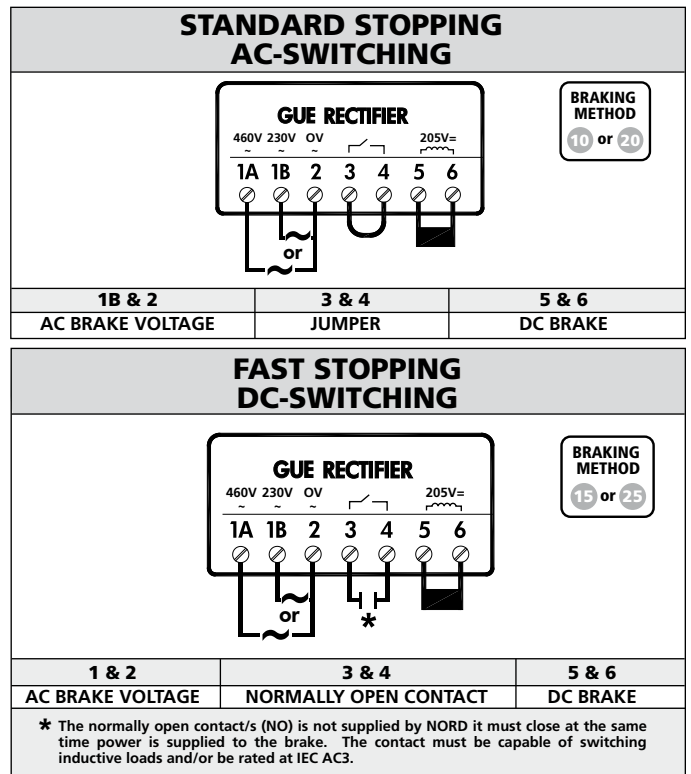 STANDARD STOPPING
AC-SWITCHING
GUE RECTIFIER
460V 230V OV 205V=
~ ~ ~
1A 1B 2 3 4 5 6
~
or
~
BRAKING
METHOD
10 or 20
1B & 2 3 & 4 5 & 6
AC BRAKE VOLTAGE JUMPER DC BRAKE
FAST STOPPING
DC-SWITCHING
GUE RECTIFIER
460V 230V OV 205V=
~ ~ ~
1A 1B 2 3 4 5 6
~
or
~ *
BRAKING
METHOD
15 or 25
1 & 2 3 & 4 5 & 6
AC BRAKE VOLTAGE NORMALLY OPEN CONTACT DC BRAKE
* The normally open contact/s (NO) is not supplied by NORD it must close at the same
time power is supplied to the brake. The contact must be capable of switching
inductive loads and/or be rated at IEC AC3.